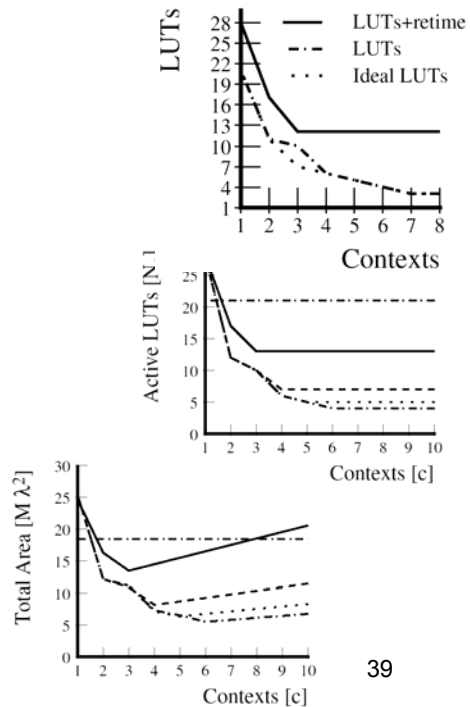 LUTs
28
25
22
19
16
13
10
7
4
1
LUTs+retime
LUTs
Ideal LUTs
1 2 3 4 5 6 7 8
Contexts
Active LUTs
25
20
15
10
5
0
1 2 3 4 5 6 7 8 9 10
Contexts [c]
Total Area [M λ²]
30
25
20
15
10
5
0
1 2 3 4 5 6 7 8 9 10
Contexts [c]
39